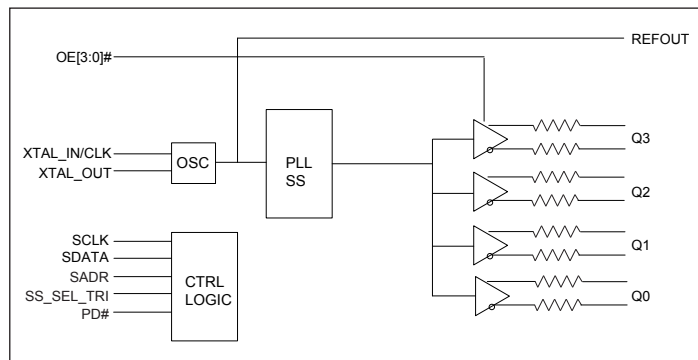 REFOUT
OE[3:0]#
XTAL_IN/CLK
XTAL_OUT
OSC
PLL
SS
Q3
Q2
Q1
Q0
SCLK
SDATA
SADR
SS_SEL_TRI
PD#
CTRL
LOGIC